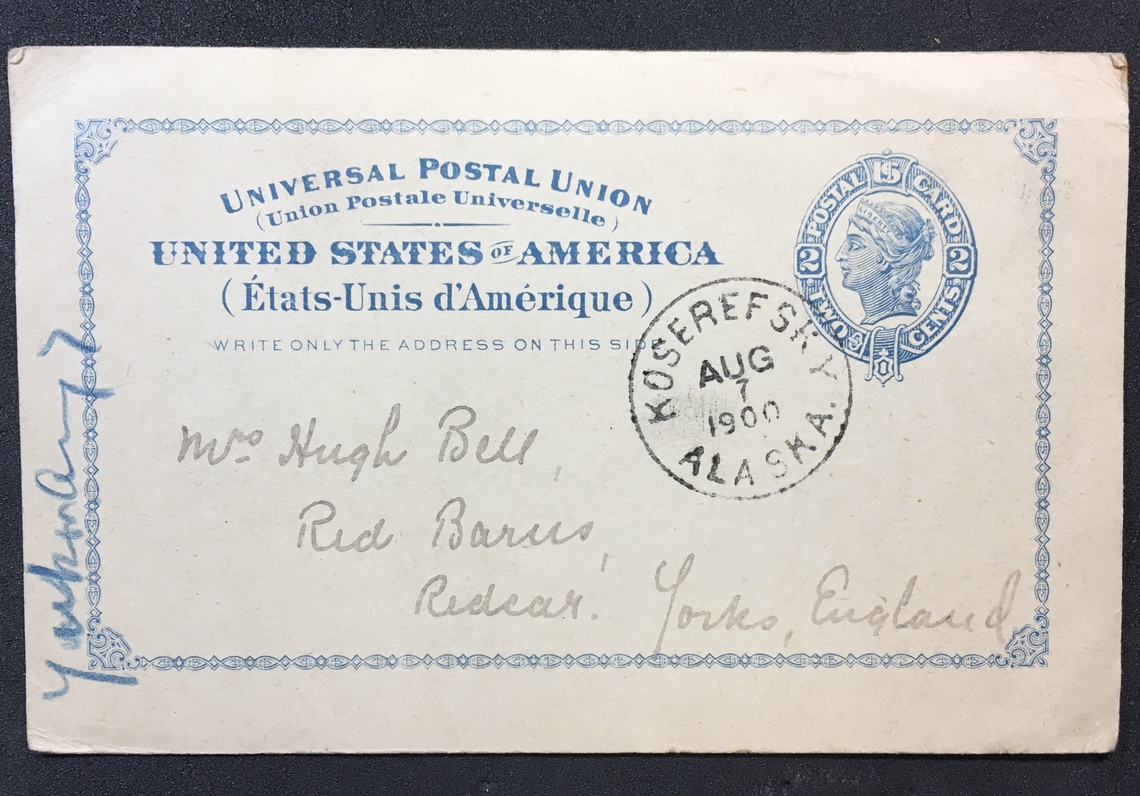 UNIVERSAL POSTAL UNION
(Union Postale Universelle)
UNITED STATES OF AMERICA
(États-Unis d'Amérique)
WRITE ONLY THE ADDRESS ON THIS SIDE
POSTAL CARD
2 2
TWO CENTS
LIBERTY
KOSEREFSKY
AUG
7
1900
ALASKA.
Mrs Hugh Bell,
Red Barns,
Redcar. Yorks, England